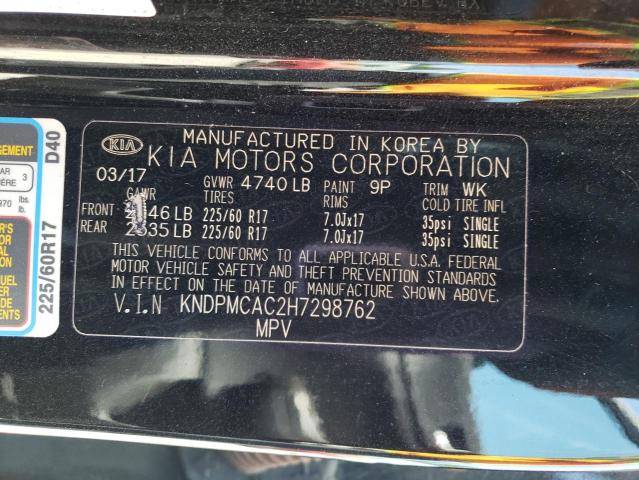 MANUFACTURED IN KOREA BY
KIA KIA MOTORS CORPORATION
03/17 GVWR 4740 LB PAINT 9P TRIM WK
GAWR TIRES RIMS COLD TIRE INFL
FRONT LB 225/60 R17 7.0Jx17 35psi SINGLE
REAR LB 225/60 R17 7.0Jx17 35psi SINGLE
THIS VEHICLE CONFORMS TO ALL APPLICABLE U.S.A. FEDERAL
MOTOR VEHICLE SAFETY AND THEFT PREVENTION STANDARDS
IN EFFECT ON THE DATE OF MANUFACTURE SHOWN ABOVE.
V.I.N KNDPMCAC2H7298762
MPV
225/60R17 D40
3
lbs.
lb.